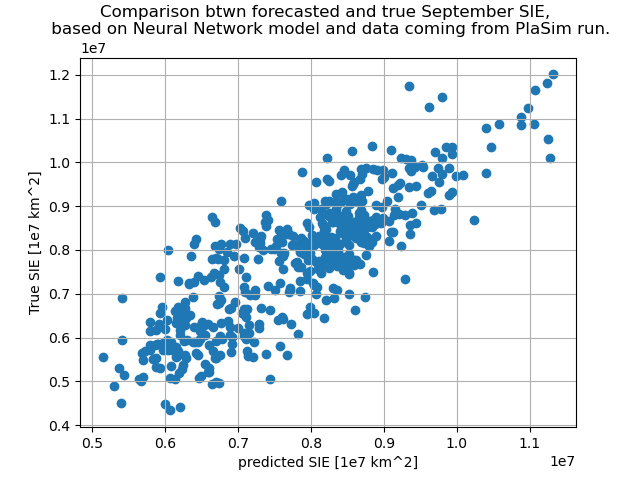 Comparison btwn forecasted and true September SIE,
based on Neural Network model and data coming from PlaSim run.
1e7
1.2
1.1
1.0
0.9
0.8
0.7
0.6
0.5
0.4
True SIE [1e7 km^2]
0.5 0.6 0.7 0.8 0.9 1.0 1.1
1e7
predicted SIE [1e7 km^2]